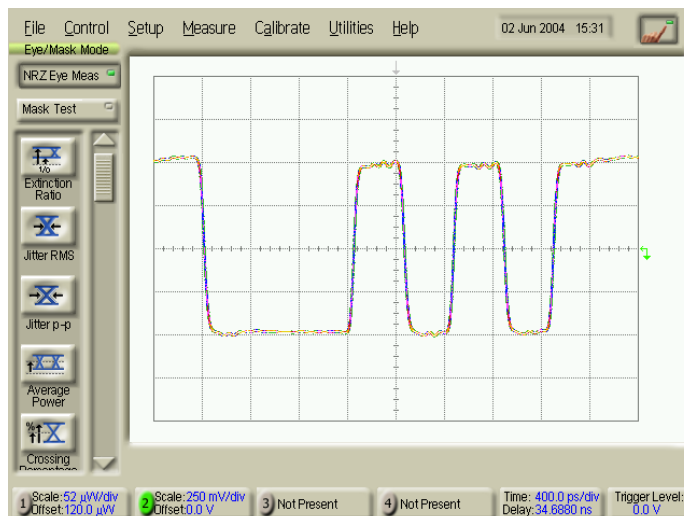 File Control Setup Measure Calibrate Utilities Help 02 Jun 2004 15:31
Eye/Mask Mode
NRZ Eye Meas
Mask Test
1/0
Extinction
Ratio
Jitter RMS
Jitter p-p
Average
Power
%
Crossing
Percentage
1 Scale:52 µW/div
Offset:120.0 µW
2 Scale:250 mV/div
Offset:0.0 V
3 Not Present
4 Not Present
Time: 400.0 ps/div
Delay:34.6880 ns
Trigger Level:
0.0 V